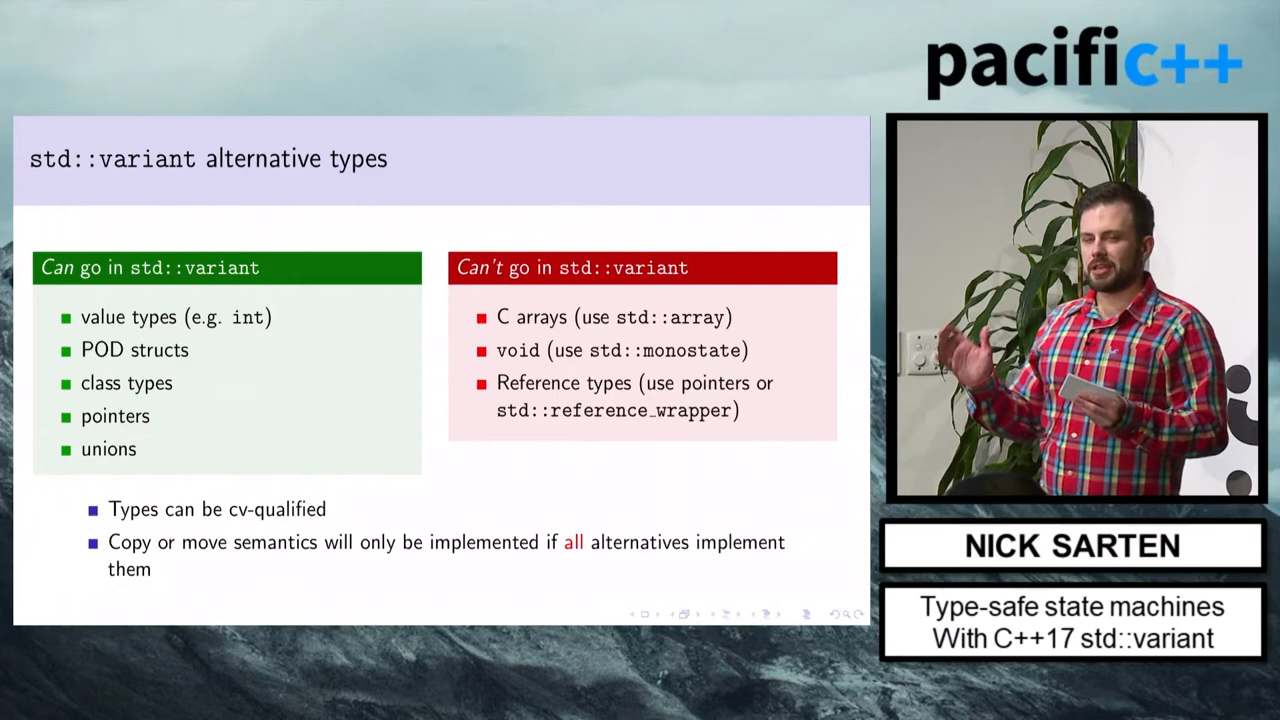 pacific++
std::variant alternative types
Can go in std::variant
value types (e.g. int)
POD structs
class types
pointers
unions
Can't go in std::variant
C arrays (use std::array)
void (use std::monostate)
Reference types (use pointers or
std::reference_wrapper)
Types can be cv-qualified
Copy or move semantics will only be implemented if all alternatives implement
them
NICK SARTEN
Type-safe state machines
With C++17 std::variant